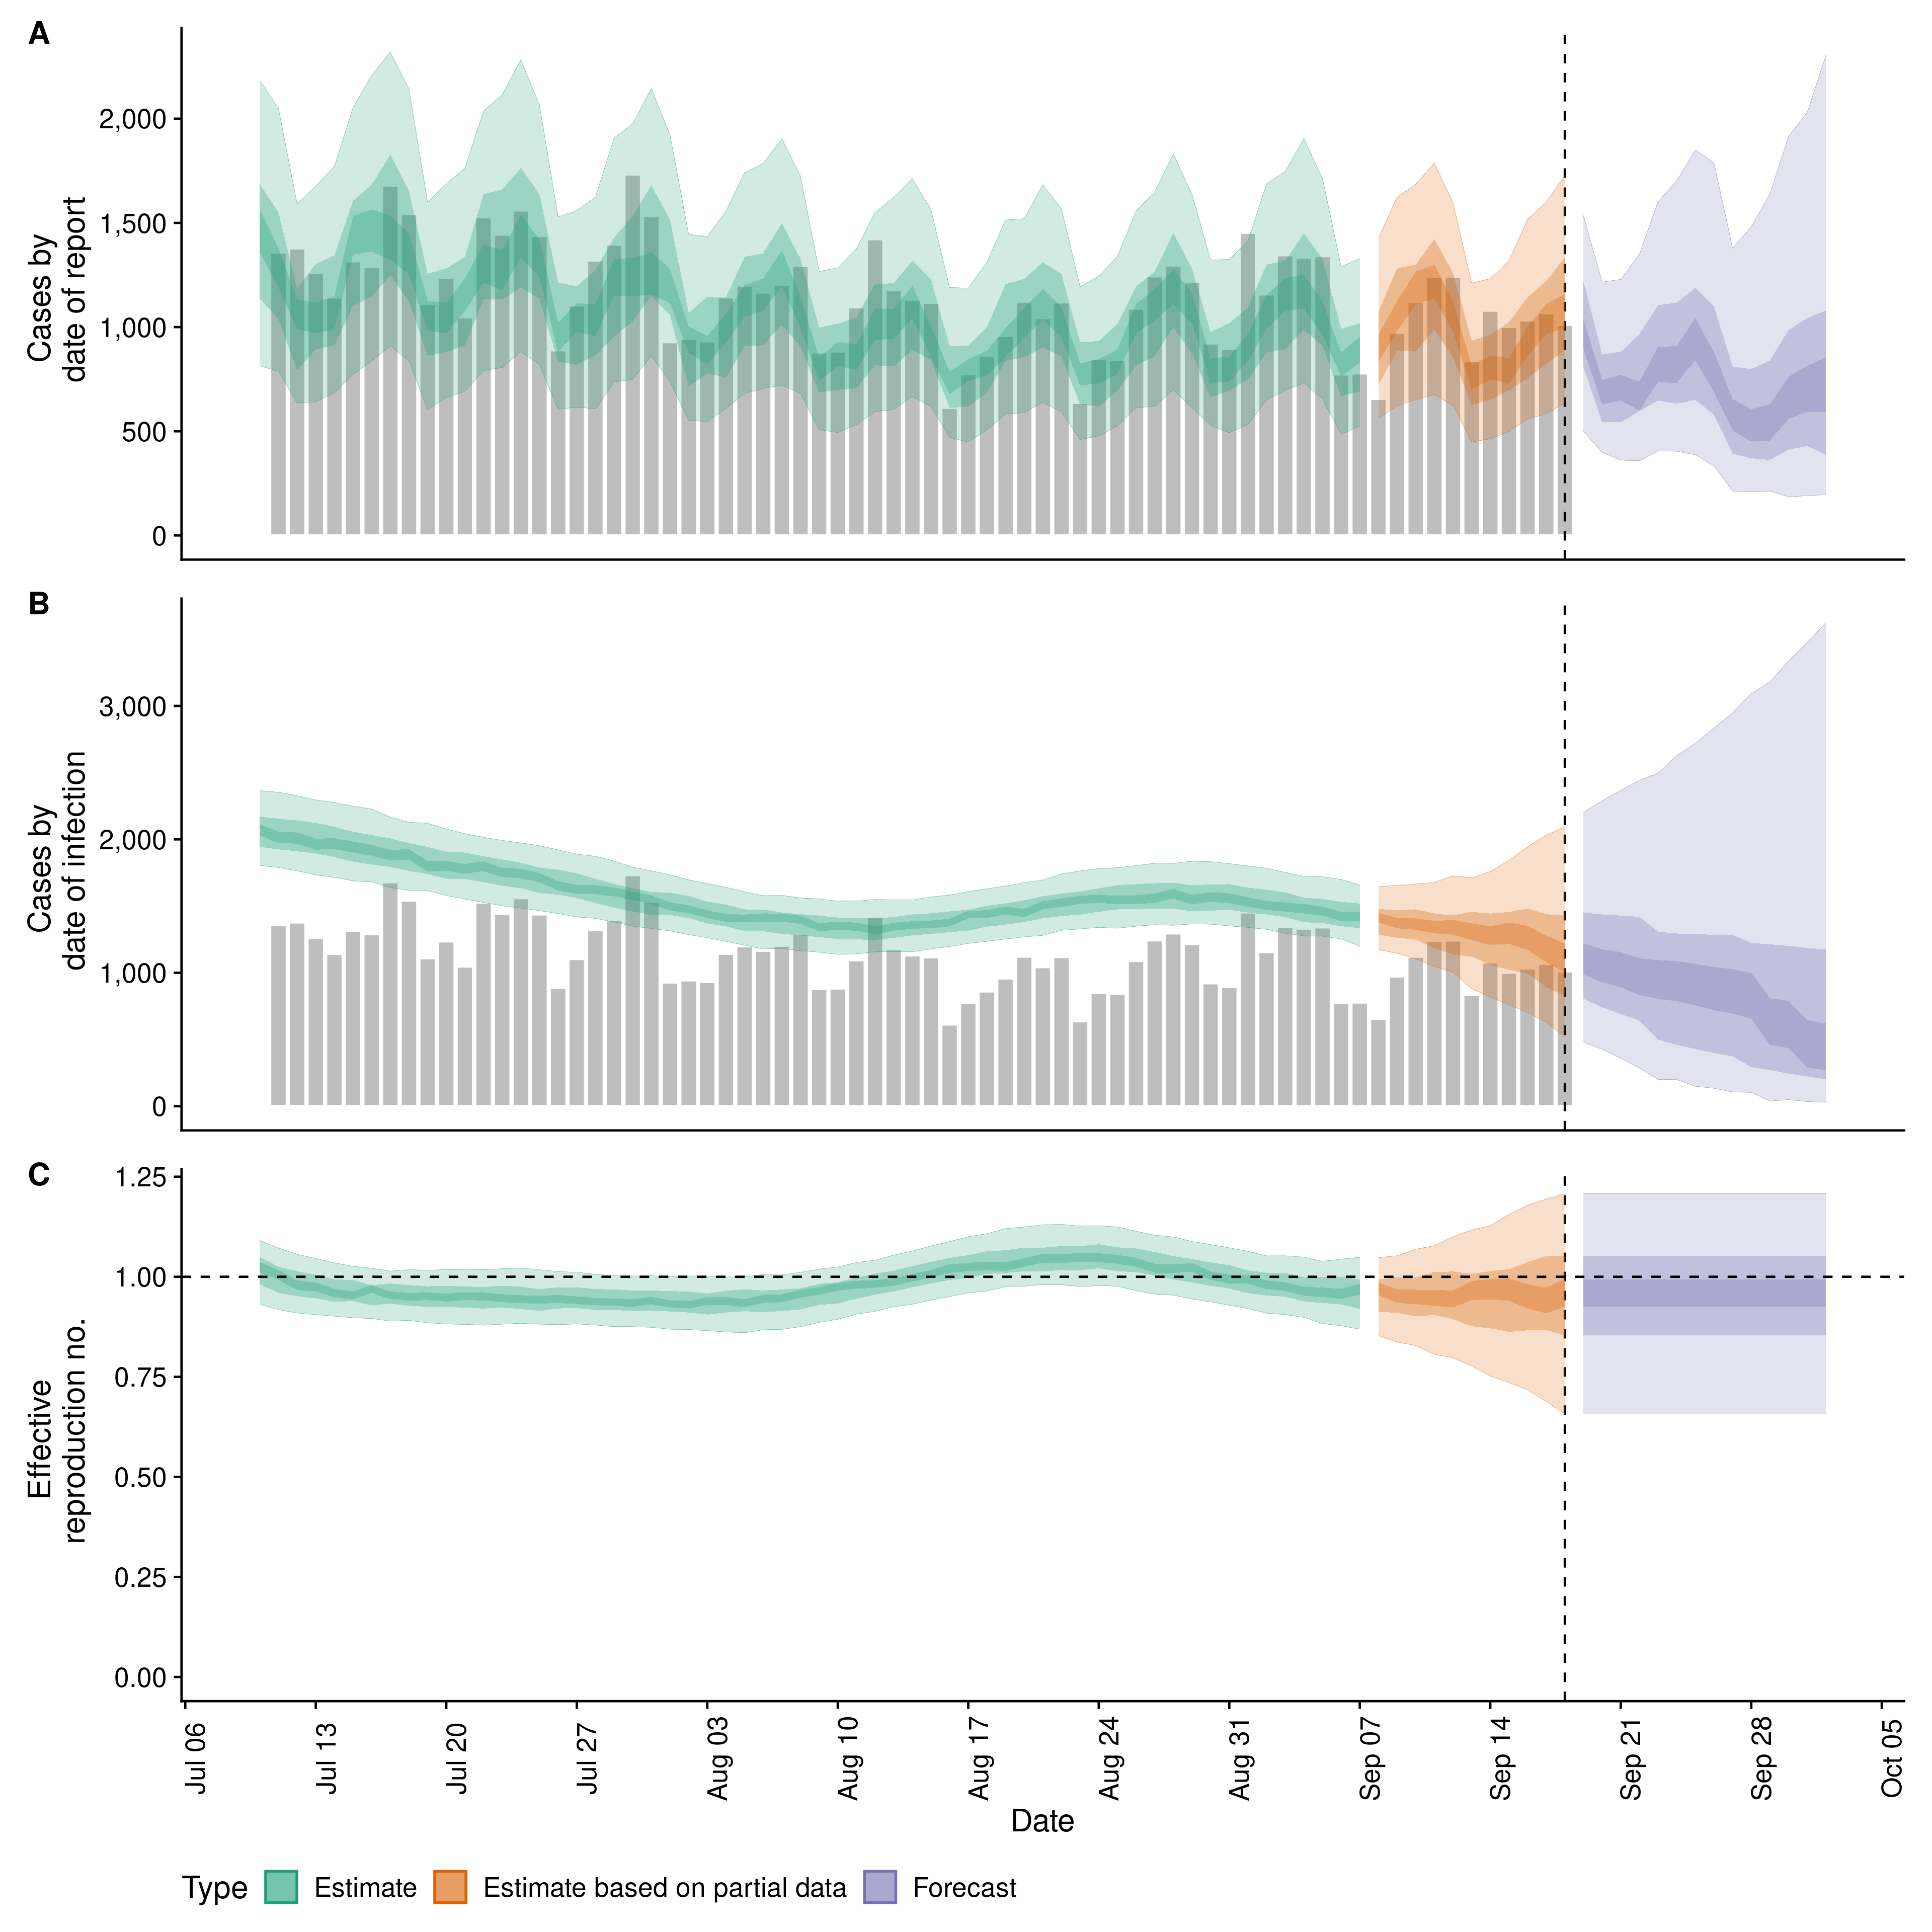 A
Cases by
date of report
2,000
1,500
1,000
500
0
B
Cases by
date of infection
3,000
2,000
1,000
0
C
Effective
reproduction no.
1.25
1.00
0.75
0.50
0.25
0.00
Jul 06
Jul 13
Jul 20
Jul 27
Aug 03
Aug 10
Aug 17
Aug 24
Aug 31
Sep 07
Sep 14
Sep 21
Sep 28
Oct 05
Date
Type Estimate Estimate based on partial data Forecast